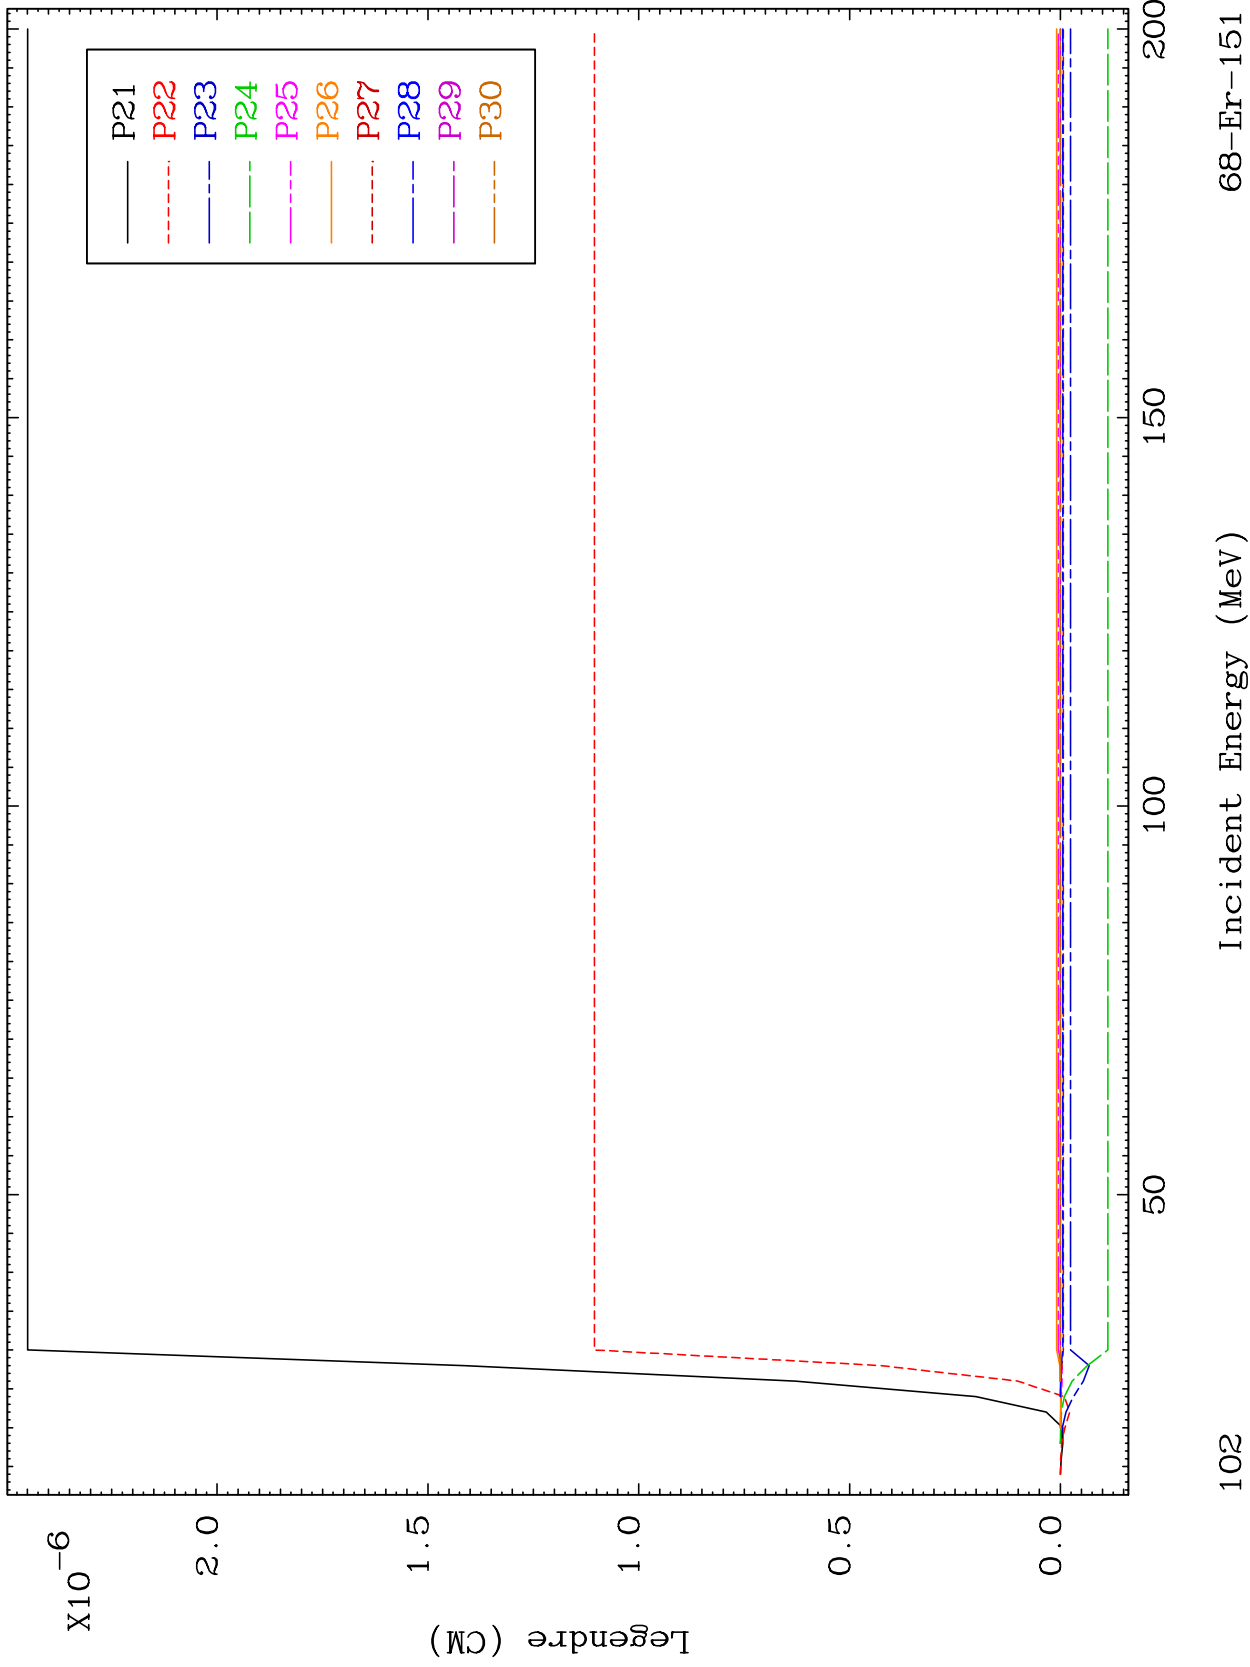 X10-6
2.0
1.5
1.0
0.5
0.0
Legendre (CM)
P21
P22
P23
P24
P25
P26
P27
P28
P29
P30
50
100
150
200
Incident Energy (MeV)
102
68-Er-151